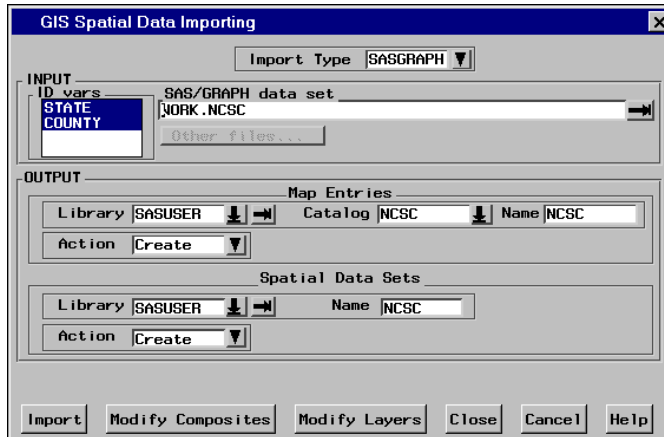 GIS Spatial Data Importing
Import Type SASGRAPH
INPUT
ID vars SAS/GRAPH data set
STATE
COUNTY
WORK.NCSC
Other files...
OUTPUT
Map Entries
Library SASUSER Catalog NCSC Name NCSC
Action Create
Spatial Data Sets
Library SASUSER Name NCSC
Action Create
Import Modify Composites Modify Layers Close Cancel Help